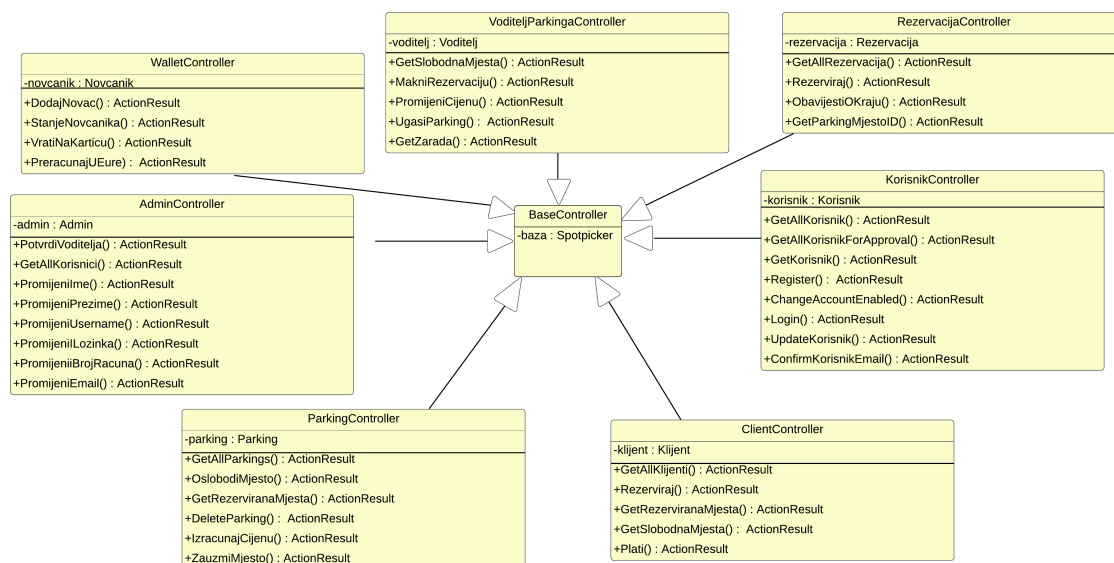 VoditeljParkingaController
-voditelj : Voditelj
+GetSlobodnaMjesta() : ActionResult
+MakniRezervaciju() : ActionResult
+PromijeniCijenu() : ActionResult
+UgasiParking() : ActionResult
+GetZarada() : ActionResult
RezervacijaController
-rezervacija : Rezervacija
+GetAllRezervacija() : ActionResult
+Rezerviraj() : ActionResult
+ObavijestiOKraju() : ActionResult
+GetParkingMjestoID() : ActionResult
WalletController
-novcanik : Novcanik
+DodajNovac() : ActionResult
+StanjeNovcanika() : ActionResult
+VratiNaKarticu() : ActionResult
+PreracunajUEure) : ActionResult
AdminController
-admin : Admin
+PotvrdiVoditelja() : ActionResult
+GetAllKorisnici() : ActionResult
+PromijeniIme() : ActionResult
+PromijeniPrezime() : ActionResult
+PromijeniUsername() : ActionResult
+PromijeniILozinka() : ActionResult
+PromijeniiBrojRacuna() : ActionResult
+PromijeniEmail() : ActionResult
BaseController
-baza : Spotpicker
KorisnikController
-korisnik : Korisnik
+GetAllKorisnik() : ActionResult
+GetAllKorisnikForApproval() : ActionResult
+GetKorisnik() : ActionResult
+Register() : ActionResult
+ChangeAccountEnabled() : ActionResult
+Login() : ActionResult
+UpdateKorisnik() : ActionResult
+ConfirmKorisnikEmail() : ActionResult
ParkingController
-parking : Parking
+GetAllParkings() : ActionResult
+OslobodiMjesto() : ActionResult
+GetRezerviranaMjesta() : ActionResult
+DeleteParking() : ActionResult
+IzracunajCijenu() : ActionResult
+ZauzmiMjesto() : ActionResult
ClientController
-klijent : Klijent
+GetAllKlijenti() : ActionResult
+Rezerviraj() : ActionResult
+GetRezerviranaMjesta() : ActionResult
+GetSlobodnaMjesta() : ActionResult
+Plati() : ActionResult